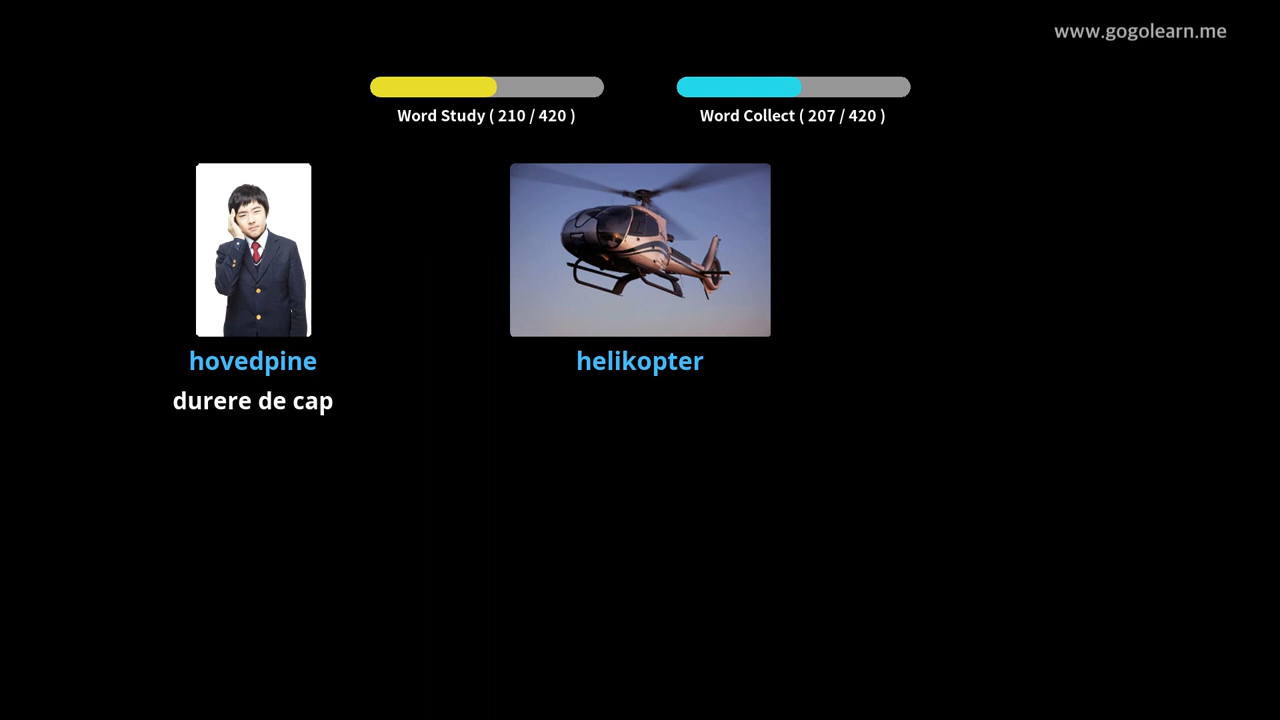 www.gogolearn.me
Word Study ( 210 / 420 )
Word Collect ( 207 / 420 )
hovedpine
helikopter
durere de cap